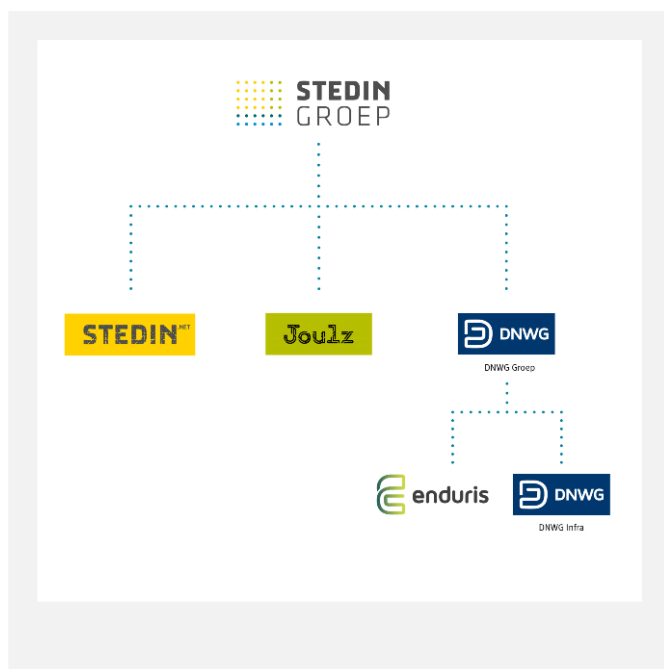 STEDIN
GROEP
STEDIN.NET
Joulz
DNWG
DNWG Groep
enduris
DNWG
DNWG Infra